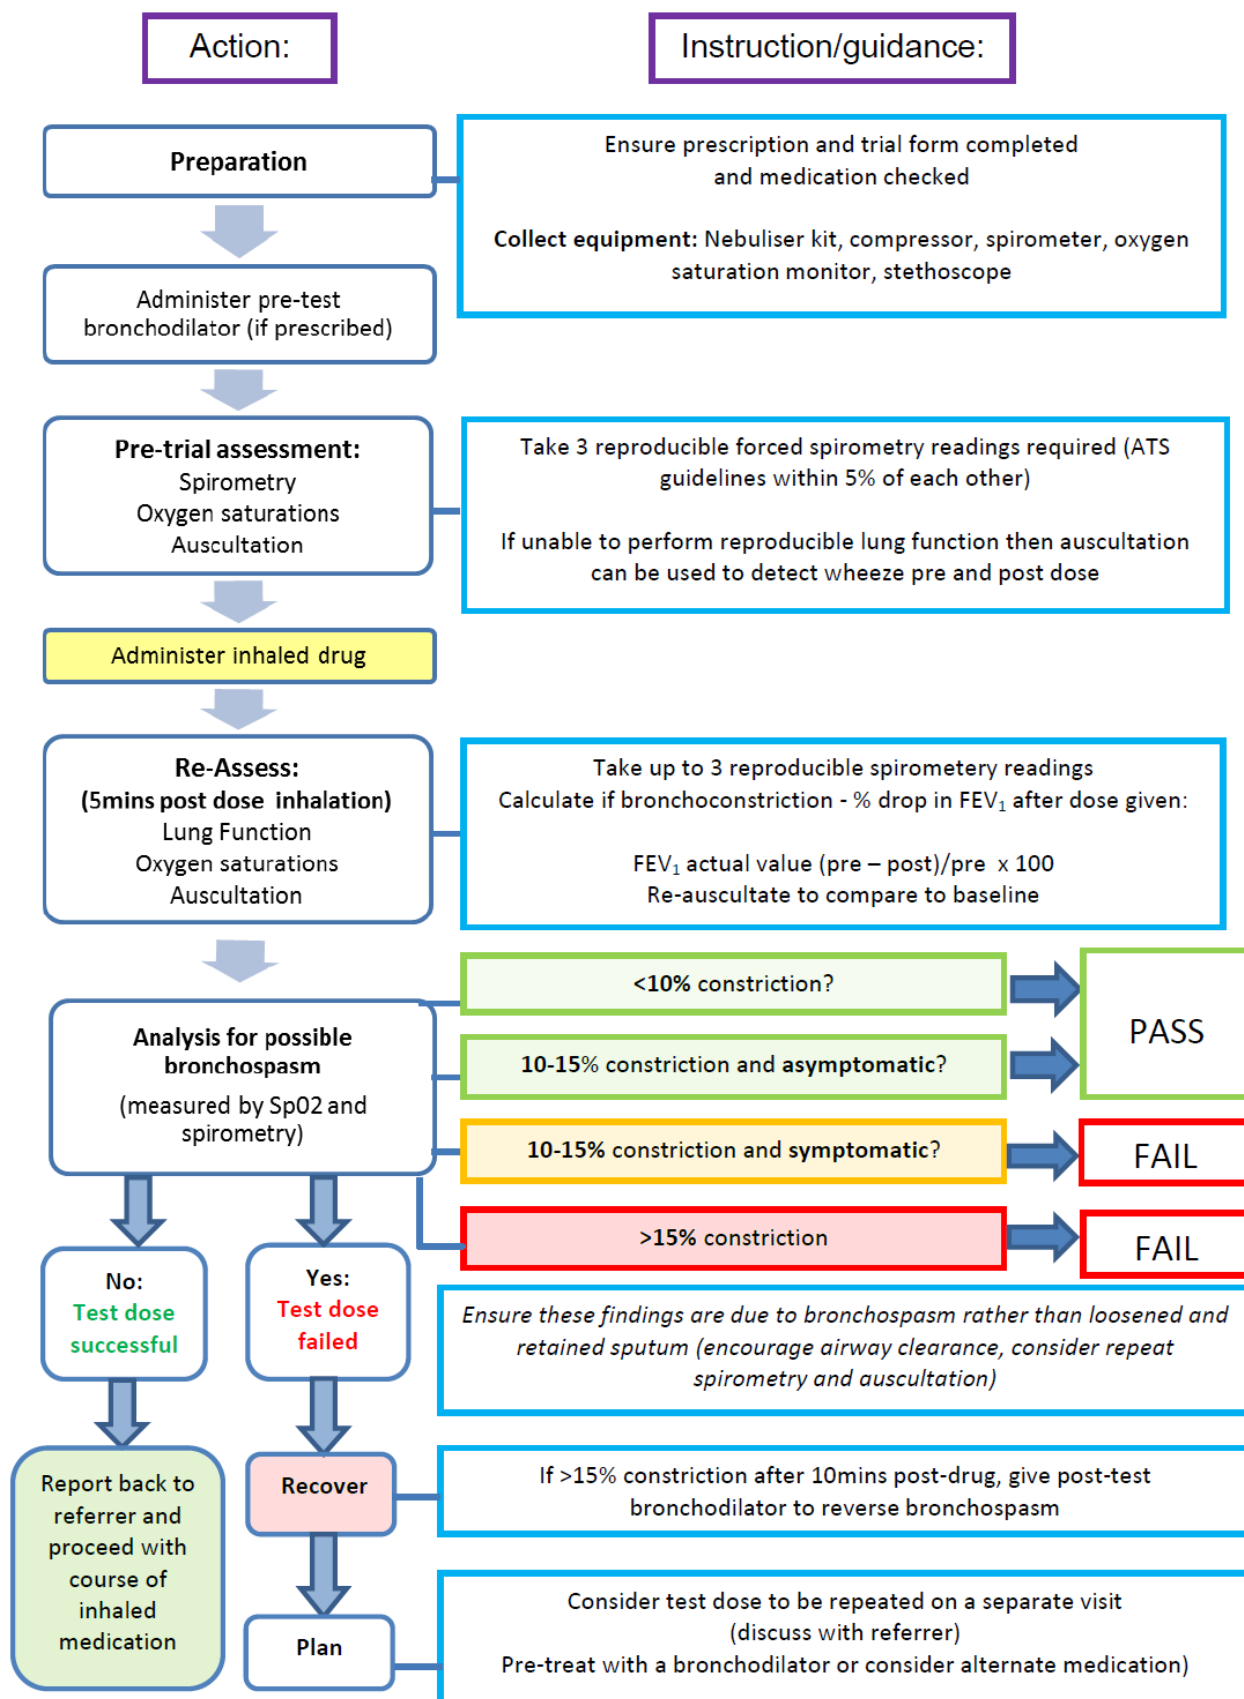 Action:
Instruction/guidance:
Preparation
Ensure prescription and trial form completed
and medication checked
Collect equipment: Nebuliser kit, compressor, spirometer, oxygen
saturation monitor, stethoscope
Administer pre-test
bronchodilator (if prescribed)
Pre-trial assessment:
Spirometry
Oxygen saturations
Auscultation
Take 3 reproducible forced spirometry readings required (ATS
guidelines within 5% of each other)
If unable to perform reproducible lung function then auscultation
can be used to detect wheeze pre and post dose
Administer inhaled drug
Re-Assess:
(5mins post dose inhalation)
Lung Function
Oxygen saturations
Auscultation
Take up to 3 reproducible spirometery readings
Calculate if bronchoconstriction - % drop in FEV₁ after dose given:
FEV₁ actual value (pre – post)/pre x 100
Re-auscultate to compare to baseline
Analysis for possible
bronchospasm
(measured by Sp02 and
spirometry)
<10% constriction?
10-15% constriction and asymptomatic?
PASS
10-15% constriction and symptomatic?
FAIL
>15% constriction
FAIL
No:
Test dose
successful
Yes:
Test dose
failed
Ensure these findings are due to bronchospasm rather than loosened and
retained sputum (encourage airway clearance, consider repeat
spirometry and auscultation)
Report back to
referrer and
proceed with
course of
inhaled
medication
Recover
If >15% constriction after 10mins post-drug, give post-test
bronchodilator to reverse bronchospasm
Plan
Consider test dose to be repeated on a separate visit
(discuss with referrer)
Pre-treat with a bronchodilator or consider alternate medication)